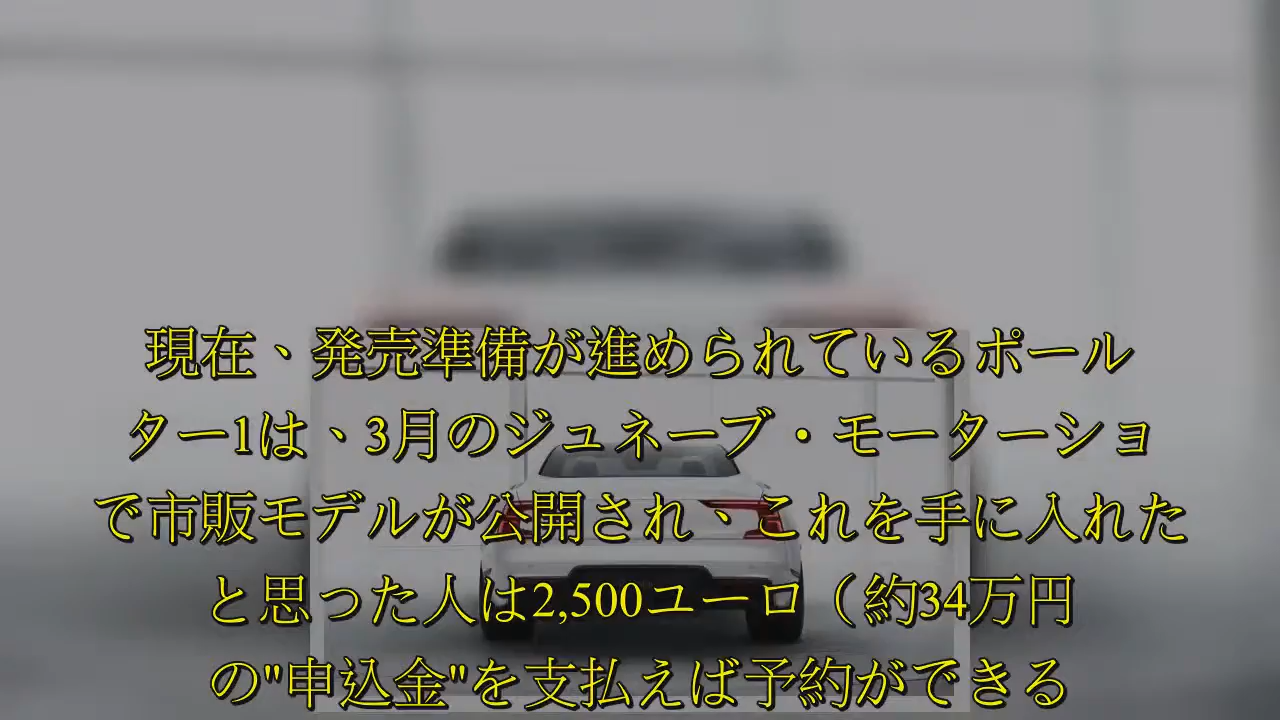 現在、発売準備が進められているポール
ター1は、3月のジュネーブ・モーターショ
で市販モデルが公開され、これを手に入れた
と思った人は2,500ユーロ（約34万円
の"申込金"を支払えば予約ができる